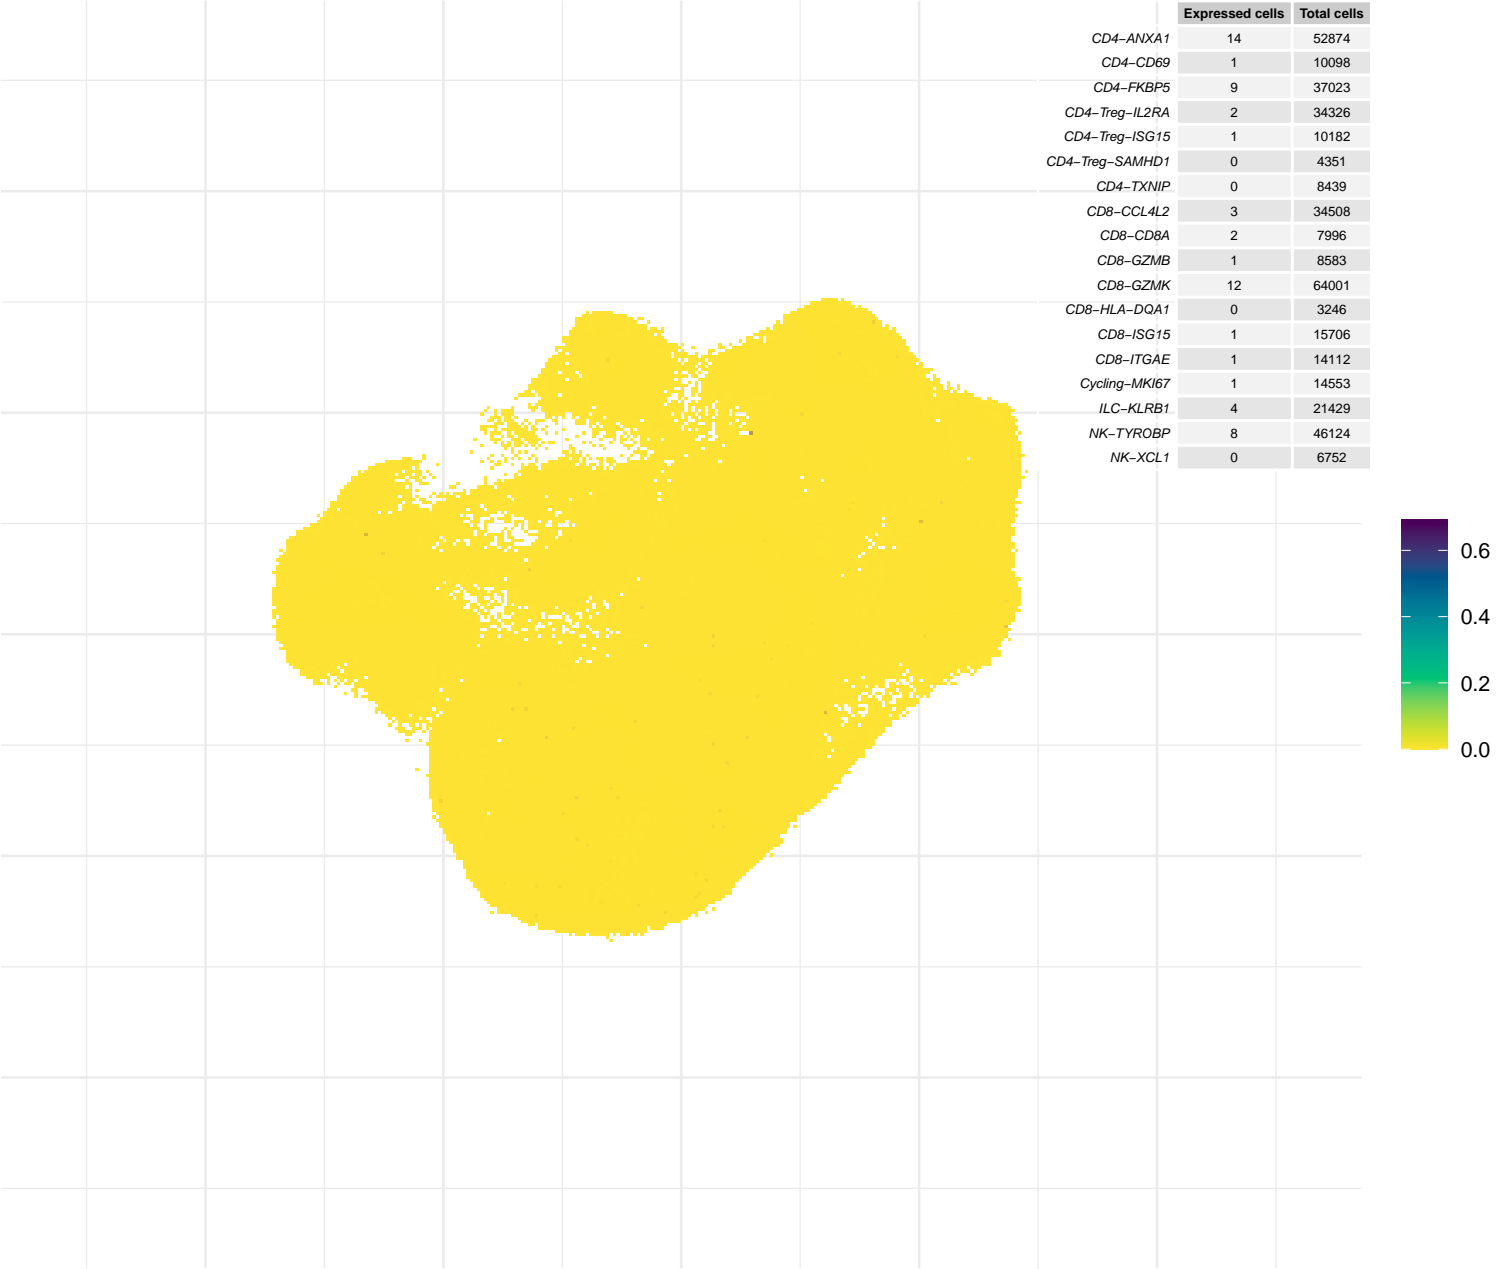 Expressed cells Total cells
CD4−ANXA1 14 52874
CD4−CD69 1 10098
CD4−FKBP5 9 37023
CD4−Treg−IL2RA 2 34326
CD4−Treg−ISG15 1 10182
CD4−Treg−SAMHD1 0 4351
CD4−TXNIP 0 8439
CD8−CCL4L2 3 34508
CD8−CD8A 2 7996
CD8−GZMB 1 8583
CD8−GZMK 12 64001
CD8−HLA−DQA1 0 3246
CD8−ISG15 1 15706
CD8−ITGAE 1 14112
Cycling−MKI67 1 14553
ILC−KLRB1 4 21429
NK−TYROBP 8 46124
NK−XCL1 0 6752
0.6
0.4
0.2
0.0